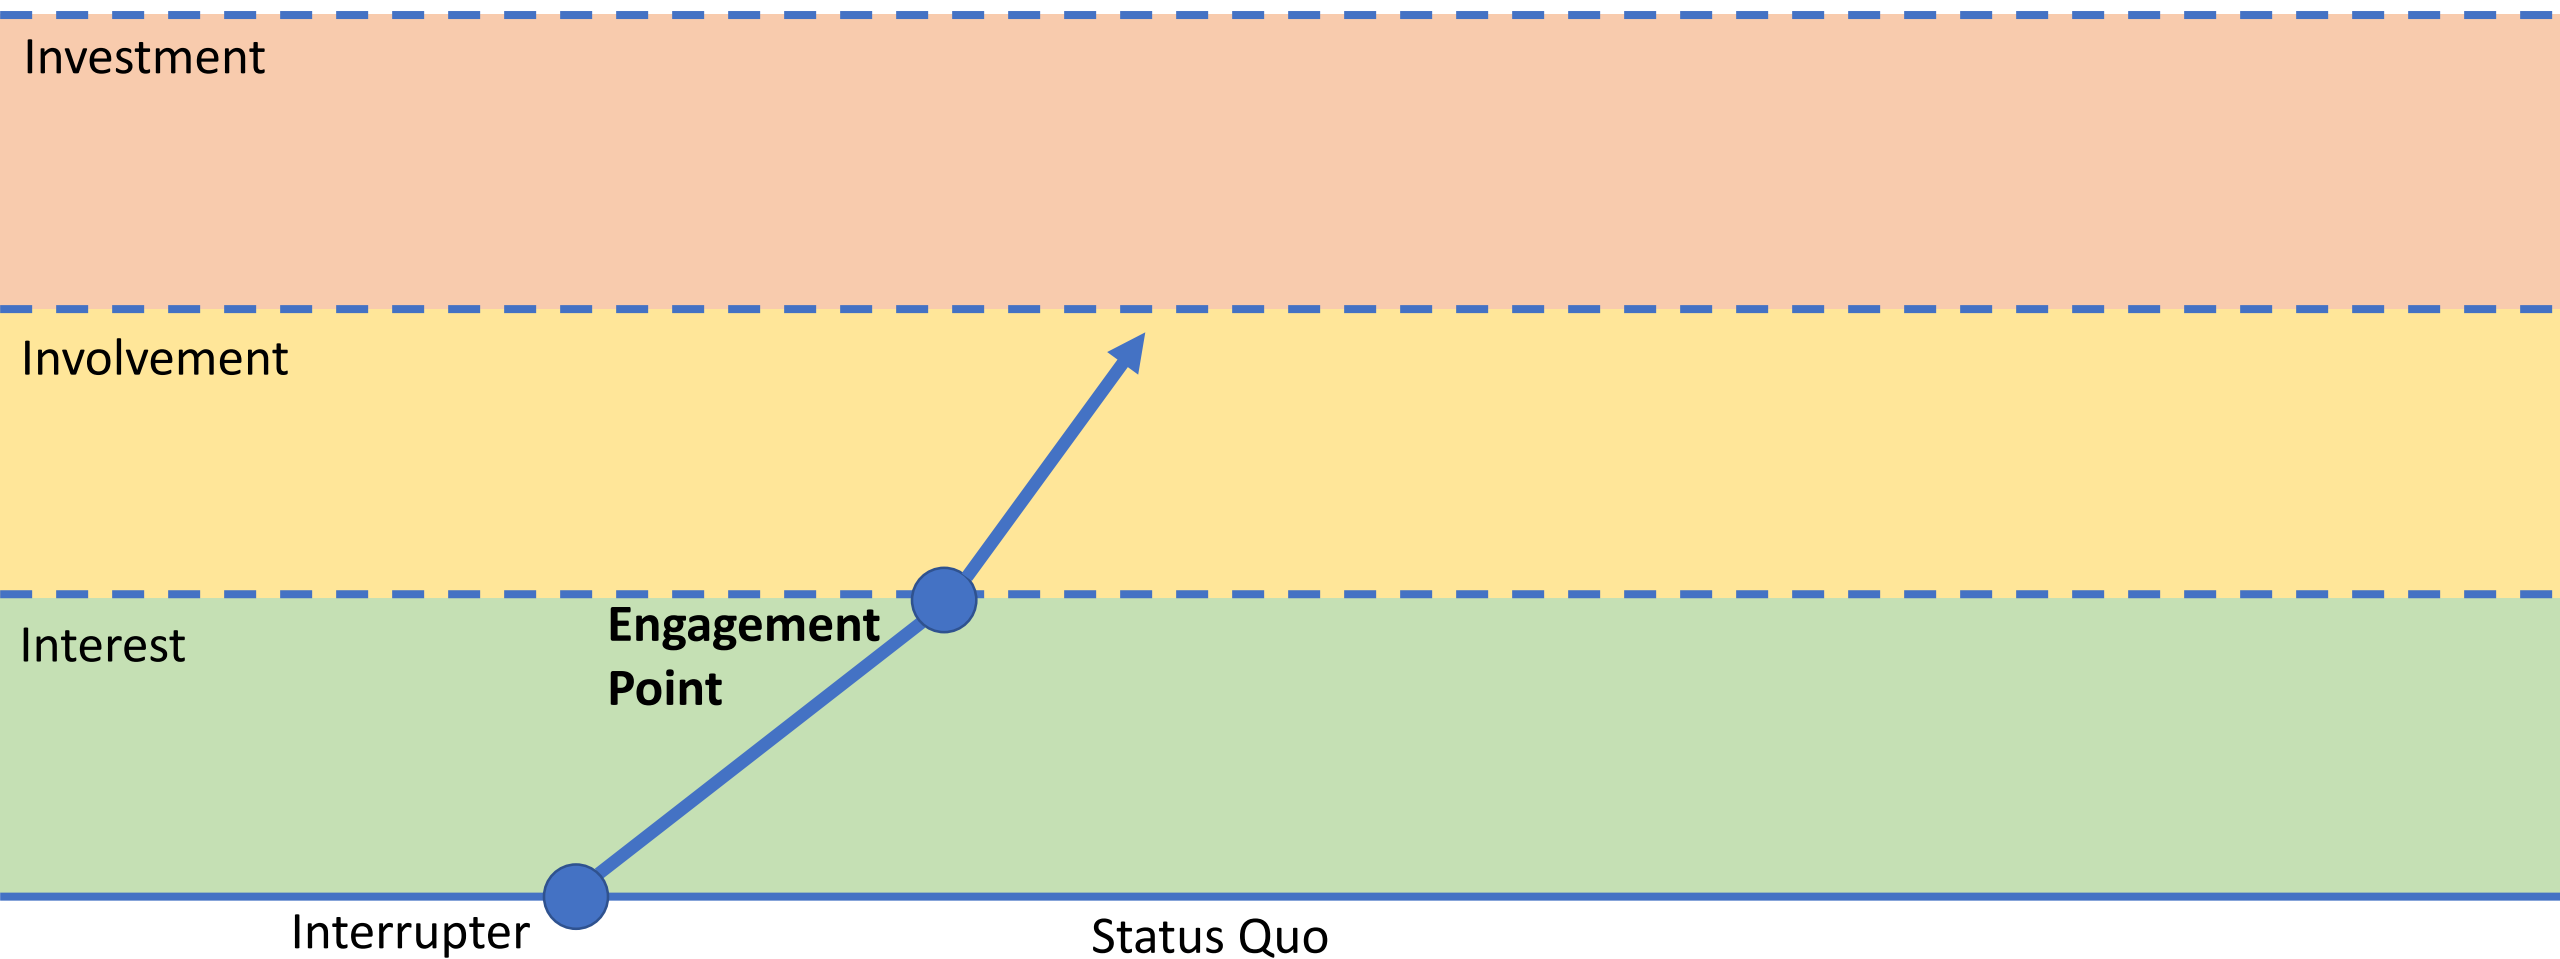 Investment
Involvement
Engagement
Point
Interest
Interrupter
Status Quo